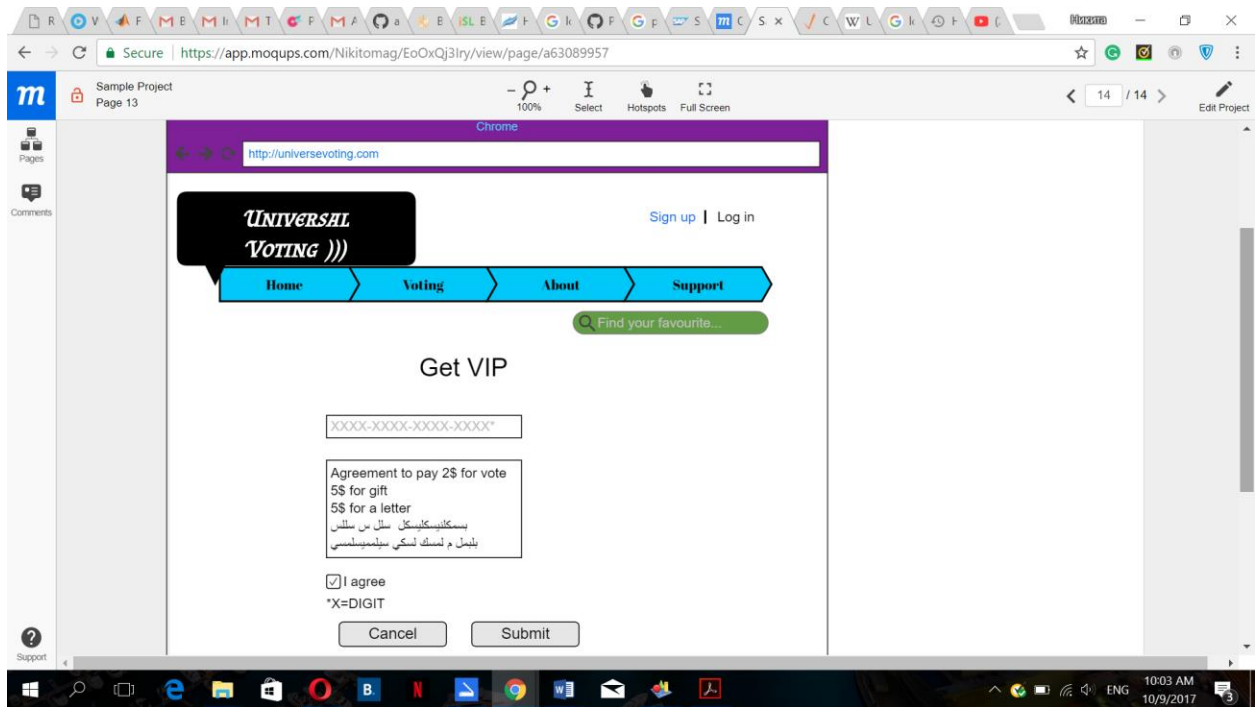 R V F M E M I M T F M A a B iSL E F G k F G p S m C S x C W L G k F (
Никита
Secure | https://app.moqups.com/Nikitomag/EoOxQj3Iry/view/page/a63089957
m
Sample Project
Page 13
- +
100% Select Hotspots Full Screen
14 / 14
Edit Project
Pages
Comments
Chrome
http://universevoting.com
UNIVERSAL
VOTING )))
Sign up | Log in
Home Voting About Support
Find your favourite...
Get VIP
XXXX-XXXX-XXXX-XXXX*
Agreement to pay 2$ for vote
5$ for gift
5$ for a letter
I agree
*X=DIGIT
Cancel Submit
Support
B. N
ENG
10:03 AM
10/9/2017
3